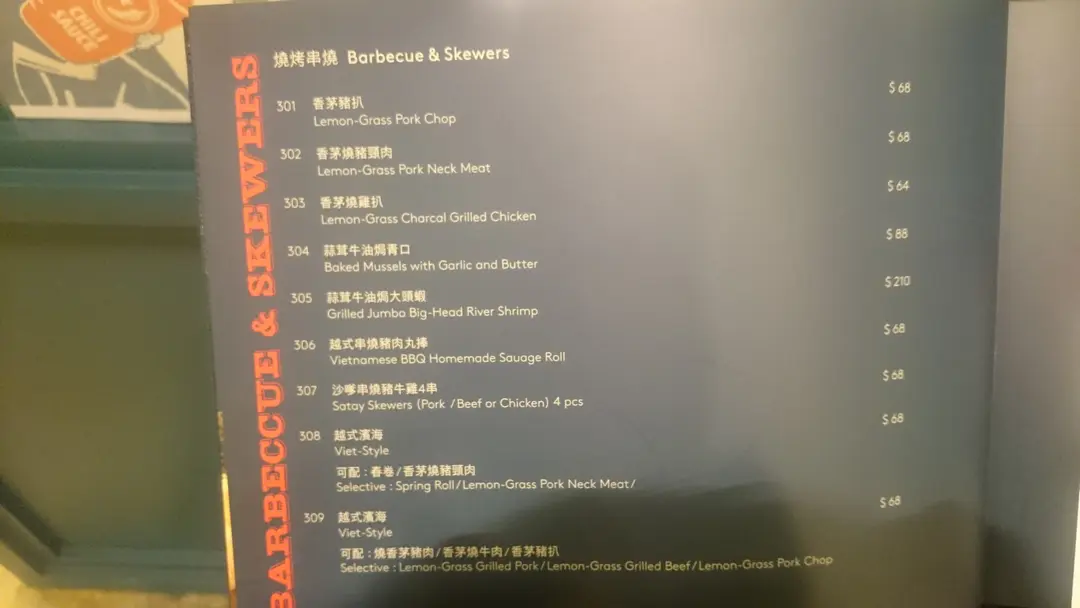 CHILI
SAUCE
BARBECCUE & SKEWERS
燒烤串燒 Barbecue & Skewers
301 香茅豬扒 $68
Lemon-Grass Pork Chop
302 香茅燒豬頸肉 $68
Lemon-Grass Pork Neck Meat
303 香茅燒雞扒 $64
Lemon-Grass Charcal Grilled Chicken
304 蒜茸牛油焗青口 $88
Baked Mussels with Garlic and Butter
305 蒜茸牛油焗大頭蝦 $210
Grilled Jumbo Big-Head River Shrimp
306 越式串燒豬肉丸捧 $68
Vietnamese BBQ Homemade Sauage Roll
307 沙嗲串燒豬牛雞4串 $68
Satay Skewers (Pork /Beef or Chicken) 4 pcs
308 越式濱海 $68
Viet-Style
可配 : 春卷/香茅燒豬頸肉
Selective : Spring Roll/Lemon-Grass Pork Neck Meat/
309 越式濱海 $68
Viet-Style
可配 : 燒香茅豬肉/香茅燒牛肉/香茅豬扒
Selective : Lemon-Grass Grilled Pork/Lemon-Grass Grilled Beef/Lemon-Grass Pork Chop